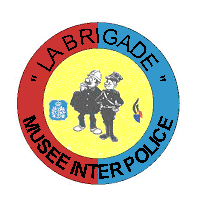 " LA BRIGADE "
MUSEE INTER POLICE